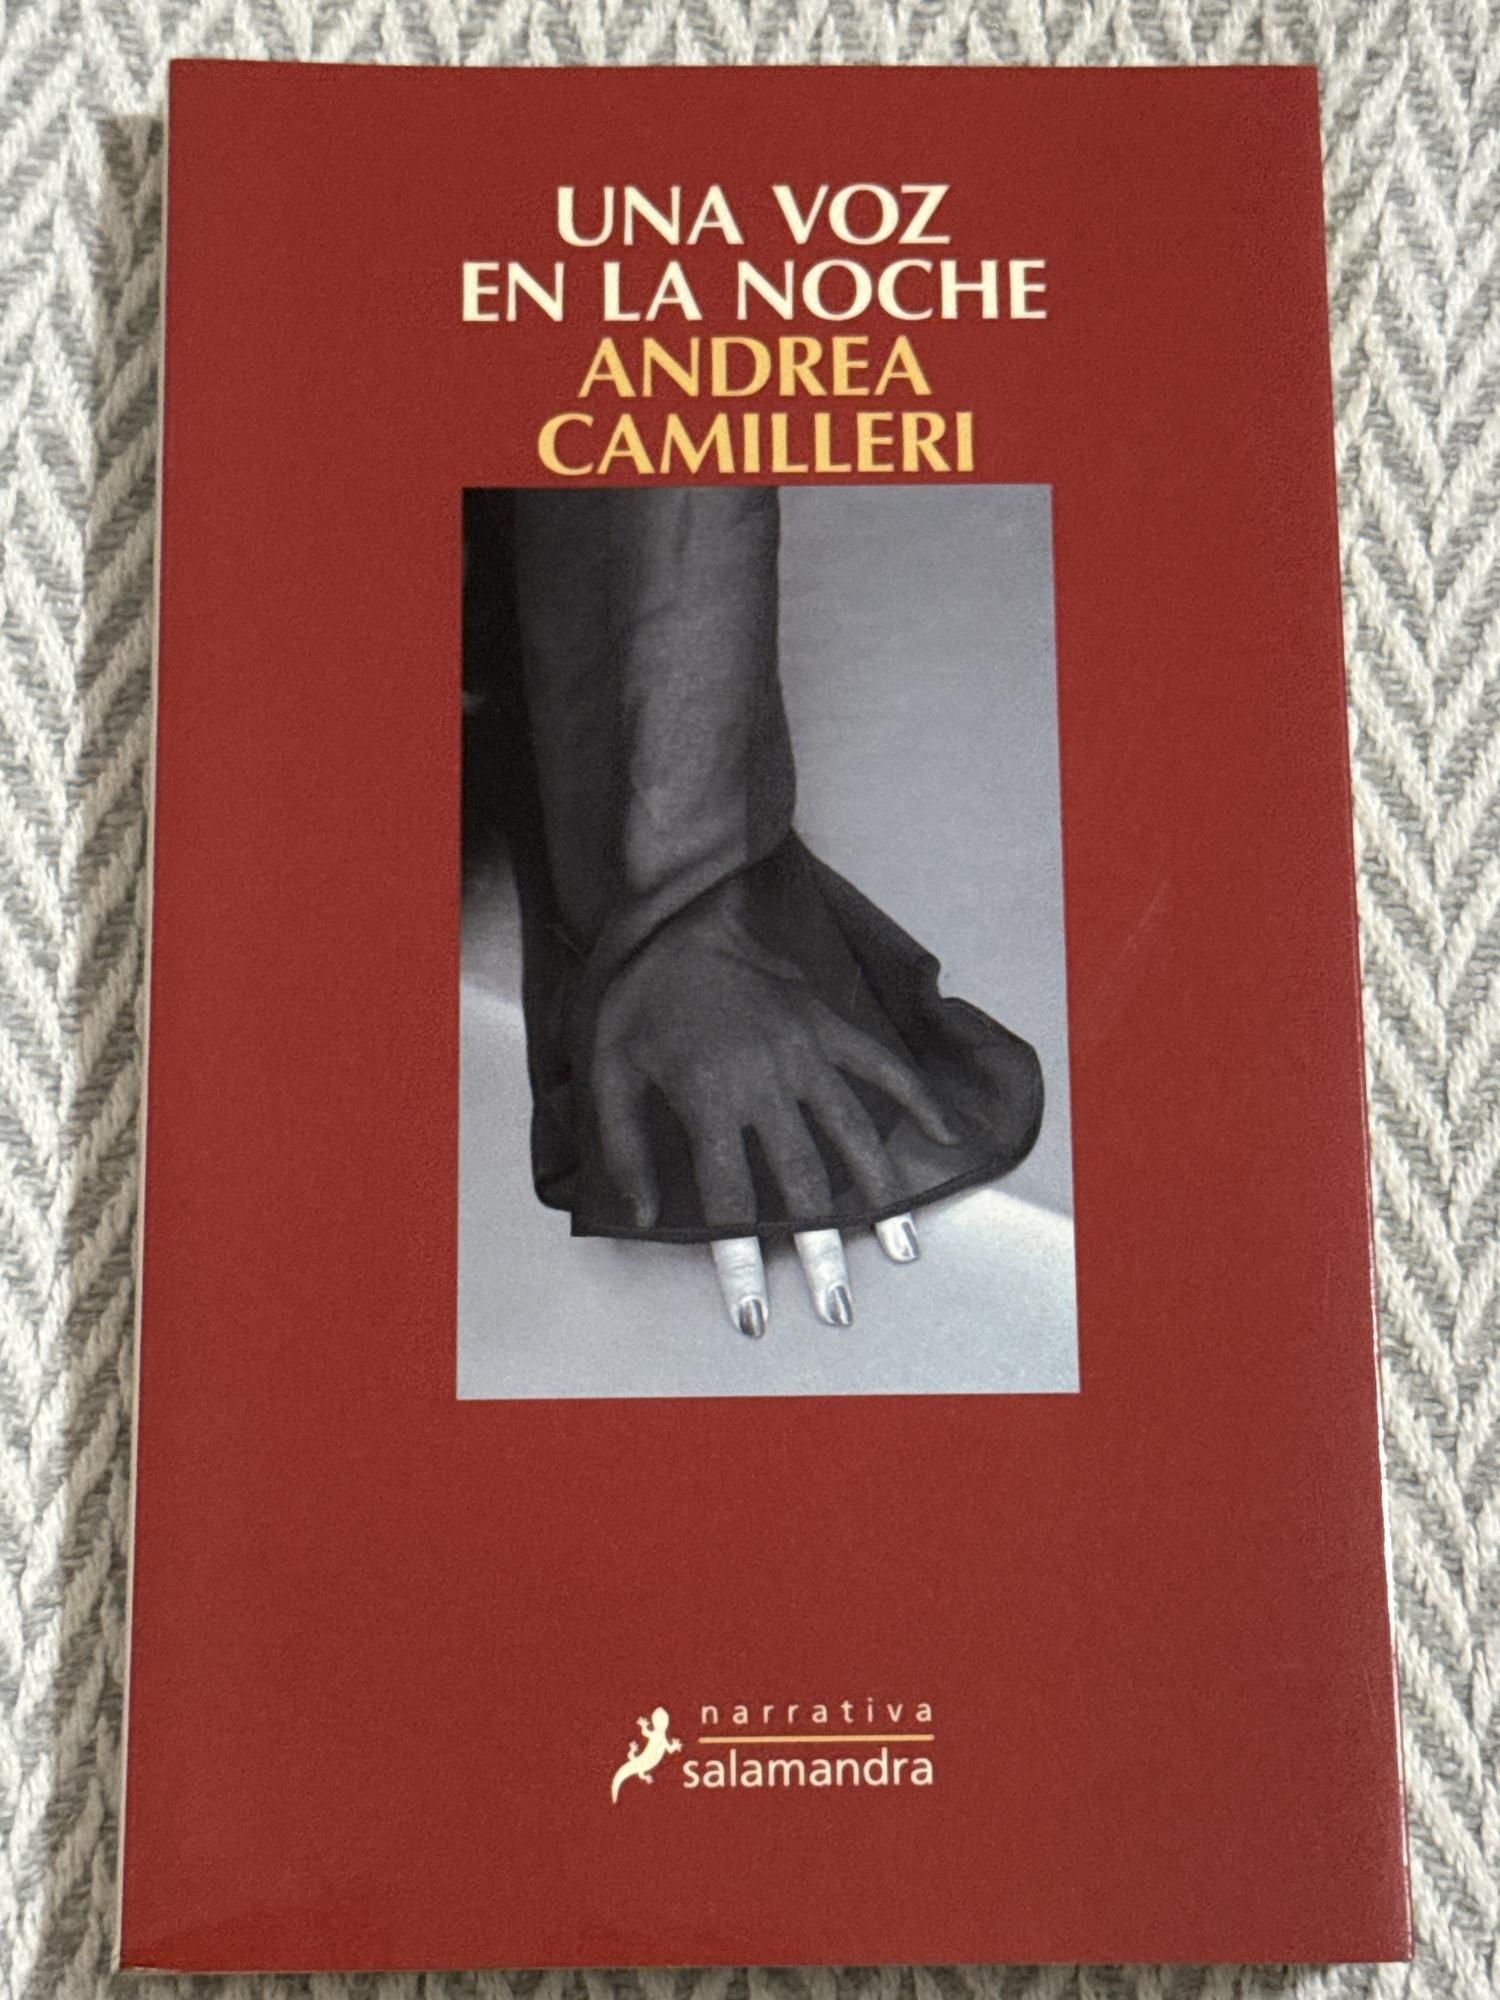 UNA VOZ
EN LA NOCHE
ANDREA
CAMILLERI
narrativa
salamandra